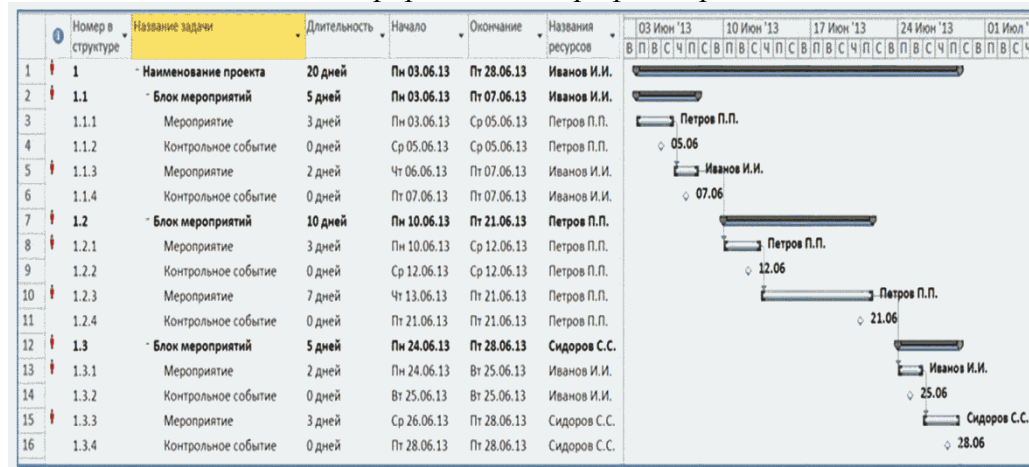 Номер в структуре Название задачи Длительность Начало Окончание Названия ресурсов 03 Июн '13 10 Июн '13 17 Июн '13 24 Июн '13 01 Июл '
В П В С Ч П С В П В С Ч П С В П В С Ч П С В П В С Ч П С В П В С Ч
1 1 Наименование проекта 20 дней Пн 03.06.13 Пт 28.06.13 Иванов И.И.
2 1.1 Блок мероприятий 5 дней Пн 03.06.13 Пт 07.06.13 Иванов И.И.
3 1.1.1 Мероприятие 3 дней Пн 03.06.13 Ср 05.06.13 Петров П.П. Петров П.П.
4 1.1.2 Контрольное событие 0 дней Ср 05.06.13 Ср 05.06.13 Петров П.П. 05.06
5 1.1.3 Мероприятие 2 дней Чт 06.06.13 Пт 07.06.13 Иванов И.И. Иванов И.И.
6 1.1.4 Контрольное событие 0 дней Пт 07.06.13 Пт 07.06.13 Иванов И.И. 07.06
7 1.2 Блок мероприятий 10 дней Пн 10.06.13 Пт 21.06.13 Петров П.П.
8 1.2.1 Мероприятие 3 дней Пн 10.06.13 Ср 12.06.13 Петров П.П. Петров П.П.
9 1.2.2 Контрольное событие 0 дней Ср 12.06.13 Ср 12.06.13 Петров П.П. 12.06
10 1.2.3 Мероприятие 7 дней Чт 13.06.13 Пт 21.06.13 Петров П.П. Петров П.П.
11 1.2.4 Контрольное событие 0 дней Пт 21.06.13 Пт 21.06.13 Петров П.П. 21.06
12 1.3 Блок мероприятий 5 дней Пн 24.06.13 Пт 28.06.13 Сидоров С.С.
13 1.3.1 Мероприятие 2 дней Пн 24.06.13 Вт 25.06.13 Иванов И.И. Иванов И.И.
14 1.3.2 Контрольное событие 0 дней Вт 25.06.13 Вт 25.06.13 Иванов И.И. 25.06
15 1.3.3 Мероприятие 3 дней Ср 26.06.13 Пт 28.06.13 Сидоров С.С. Сидоров С.С.
16 1.3.4 Контрольное событие 0 дней Пт 28.06.13 Пт 28.06.13 Сидоров С.С. 28.06